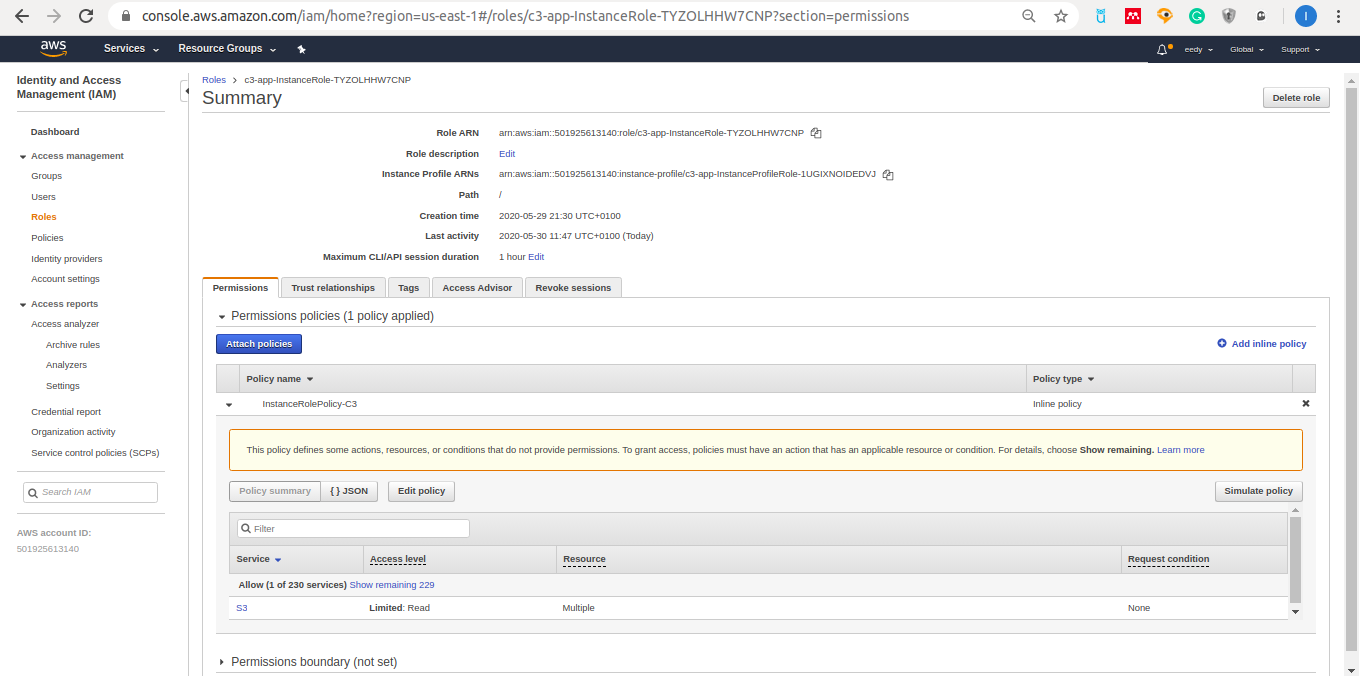 console.aws.amazon.com/iam/home?region=us-east-1#/roles/c3-app-InstanceRole-TYZOLHHW7CNP?section=permissions
I
aws Services Resource Groups eedy Global Support
Identity and Access
Management (IAM)
Dashboard
Access management
Groups
Users
Roles
Policies
Identity providers
Account settings
Access reports
Access analyzer
Archive rules
Analyzers
Settings
Credential report
Organization activity
Service control policies (SCPs)
Search IAM
AWS account ID:
501925613140
Roles > c3-app-InstanceRole-TYZOLHHW7CNP
Summary
Delete role
Role ARN arn:aws:iam::501925613140:role/c3-app-InstanceRole-TYZOLHHW7CNP
Role description Edit
Instance Profile ARNs arn:aws:iam::501925613140:instance-profile/c3-app-InstanceProfileRole-1UGIXNOIDEDVJ
Path /
Creation time 2020-05-29 21:30 UTC+0100
Last activity 2020-05-30 11:47 UTC+0100 (Today)
Maximum CLI/API session duration 1 hour Edit
Permissions Trust relationships Tags Access Advisor Revoke sessions
Permissions policies (1 policy applied)
Attach policies Add inline policy
Policy name Policy type
InstanceRolePolicy-C3 Inline policy
This policy defines some actions, resources, or conditions that do not provide permissions. To grant access, policies must have an action that has an applicable resource or condition. For details, choose Show remaining. Learn more
Policy summary { } JSON Edit policy Simulate policy
Filter
Service Access level Resource Request condition
Allow (1 of 230 services) Show remaining 229
S3 Limited: Read Multiple None
Permissions boundary (not set)